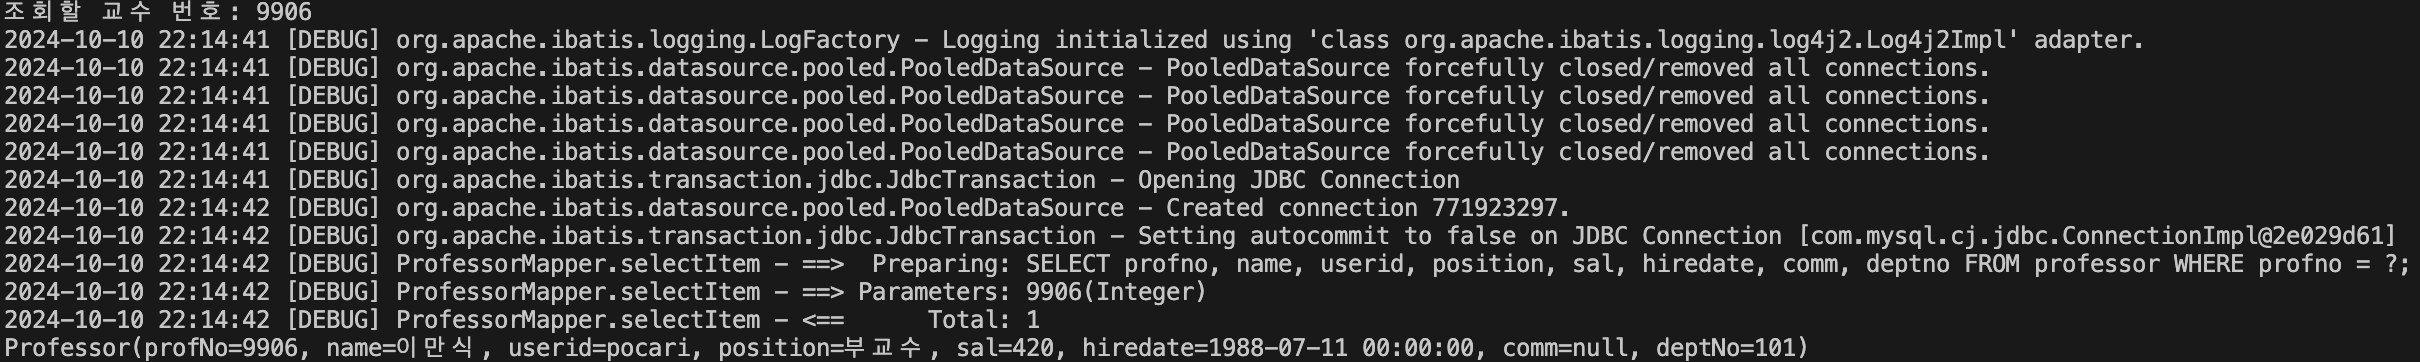 조회할 교수 번호: 9906
2024-10-10 22:14:41 [DEBUG] org.apache.ibatis.logging.LogFactory - Logging initialized using 'class org.apache.ibatis.logging.log4j2.Log4j2Impl' adapter.
2024-10-10 22:14:41 [DEBUG] org.apache.ibatis.datasource.pooled.PooledDataSource - PooledDataSource forcefully closed/removed all connections.
2024-10-10 22:14:41 [DEBUG] org.apache.ibatis.datasource.pooled.PooledDataSource - PooledDataSource forcefully closed/removed all connections.
2024-10-10 22:14:41 [DEBUG] org.apache.ibatis.datasource.pooled.PooledDataSource - PooledDataSource forcefully closed/removed all connections.
2024-10-10 22:14:41 [DEBUG] org.apache.ibatis.datasource.pooled.PooledDataSource - PooledDataSource forcefully closed/removed all connections.
2024-10-10 22:14:41 [DEBUG] org.apache.ibatis.transaction.jdbc.JdbcTransaction - Opening JDBC Connection
2024-10-10 22:14:42 [DEBUG] org.apache.ibatis.datasource.pooled.PooledDataSource - Created connection 771923297.
2024-10-10 22:14:42 [DEBUG] org.apache.ibatis.transaction.jdbc.JdbcTransaction - Setting autocommit to false on JDBC Connection [com.mysql.cj.jdbc.ConnectionImpl@2e029d61]
2024-10-10 22:14:42 [DEBUG] ProfessorMapper.selectItem - ==>  Preparing: SELECT profno, name, userid, position, sal, hiredate, comm, deptno FROM professor WHERE profno = ?;
2024-10-10 22:14:42 [DEBUG] ProfessorMapper.selectItem - ==> Parameters: 9906(Integer)
2024-10-10 22:14:42 [DEBUG] ProfessorMapper.selectItem - <==      Total: 1
Professor(profNo=9906, name=이만식, userid=pocari, position=부교수, sal=420, hiredate=1988-07-11 00:00:00, comm=null, deptNo=101)